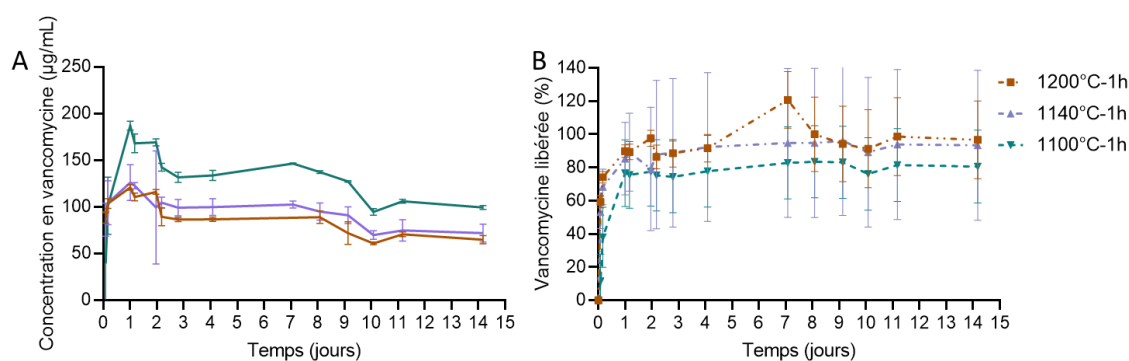 A
Concentration en vancomycine (µg/mL)
250
200
150
100
50
0
0 1 2 3 4 5 6 7 8 9 10 11 12 13 14 15
Temps (jours)
B
Vancomycine libérée (%)
140
120
100
80
60
40
20
0
0 1 2 3 4 5 6 7 8 9 10 11 12 13 14 15
Temps (jours)
1200°C-1h
1140°C-1h
1100°C-1h